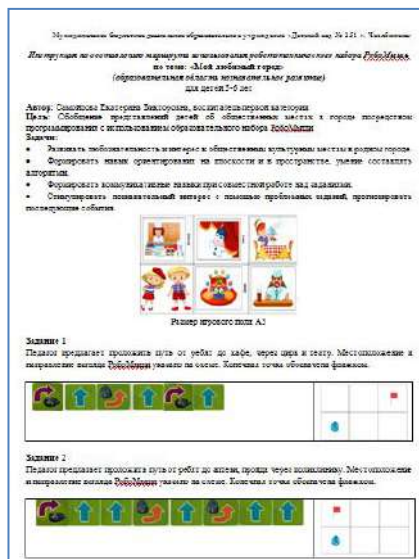 Муниципальное бюджетное дошкольное образовательное учреждение «Детский сад № 151 г. Челябинска»
Инструкция по составлению маршрута использования робототехнического набора РобоМышь
по теме: «Мой любимый город»
(образовательная область познавательное развитие)
для детей 5-6 лет
Автор: Самойлова Екатерина Викторовна, воспитатель первой категории
Цель: Обобщение представлений детей об общественных местах в городе посредством
программирования с использованием образовательного набора РобоМыши
Задачи:
• Развивать любознательность и интерес к общественным культурным местам в родном городе.
• Формировать навык ориентирования на плоскости и в пространстве, умение составлять
алгоритмы.
• Формировать коммуникативные навыки при совместной работе над заданиями.
• Стимулировать познавательный интерес с помощью проблемных заданий, прогнозировать
последующие события.
Размер игрового поля А3
Задание 1
Педагог предлагает проложить путь от ребят до кафе, через цирк и театр. Местоположение и
направление взгляда РобоМыши указано на схеме. Конечная точка обозначена флажком.
Задание 2
Педагог предлагает проложить путь от ребят до аптеки, пройдя через поликлинику. Местоположение
и направление взгляда РобоМыши указано на схеме. Конечная точка обозначена флажком.